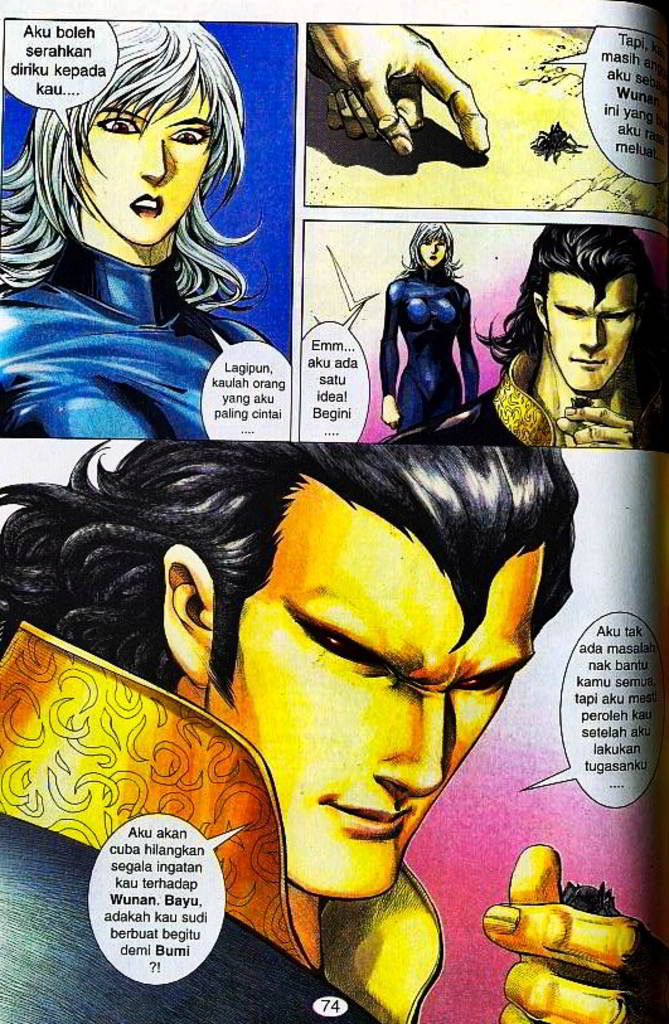 Aku boleh
serahkan
diriku kepada
kau....
Lagipun,
kaulah orang
yang aku
paling cintai
....
Tapi,
masih
aku
Wunan
ini yang
aku
meluat
Emm...
aku ada
satu
idea!
Begini
....
Aku tak
ada masalah
nak bantu
kamu semua,
tapi aku mesti
peroleh kau
setelah aku
lakukan
tugasanku
....
Aku akan
cuba hilangkan
segala ingatan
kau terhadap
Wunan. Bayu,
adakah kau sudi
berbuat begitu
demi Bumi
?!
74